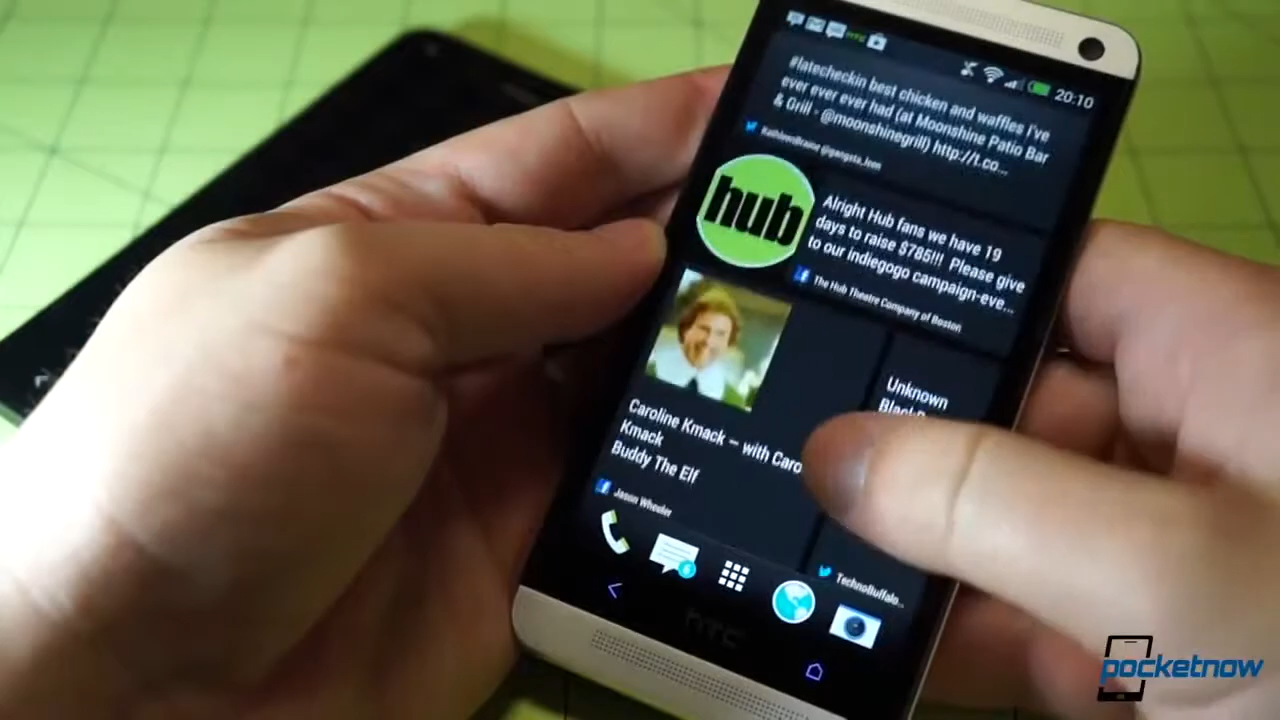 20:10
#latecheckin best chicken and waffles I've
ever ever ever had (at Moonshine Patio Bar
& Grill - @moonshinegrill) http://t.co...
hub
Alright Hub fans we have 19
days to raise $785!!! Please give
to our indiegogo campaign-eve...
The Hub Theatre Company of Boston
Caroline Kmack – with Caro
Kmack
Buddy The Elf
Jason Wheeler
Unknown
TechnoBuffalo...
hTC
pocketnow